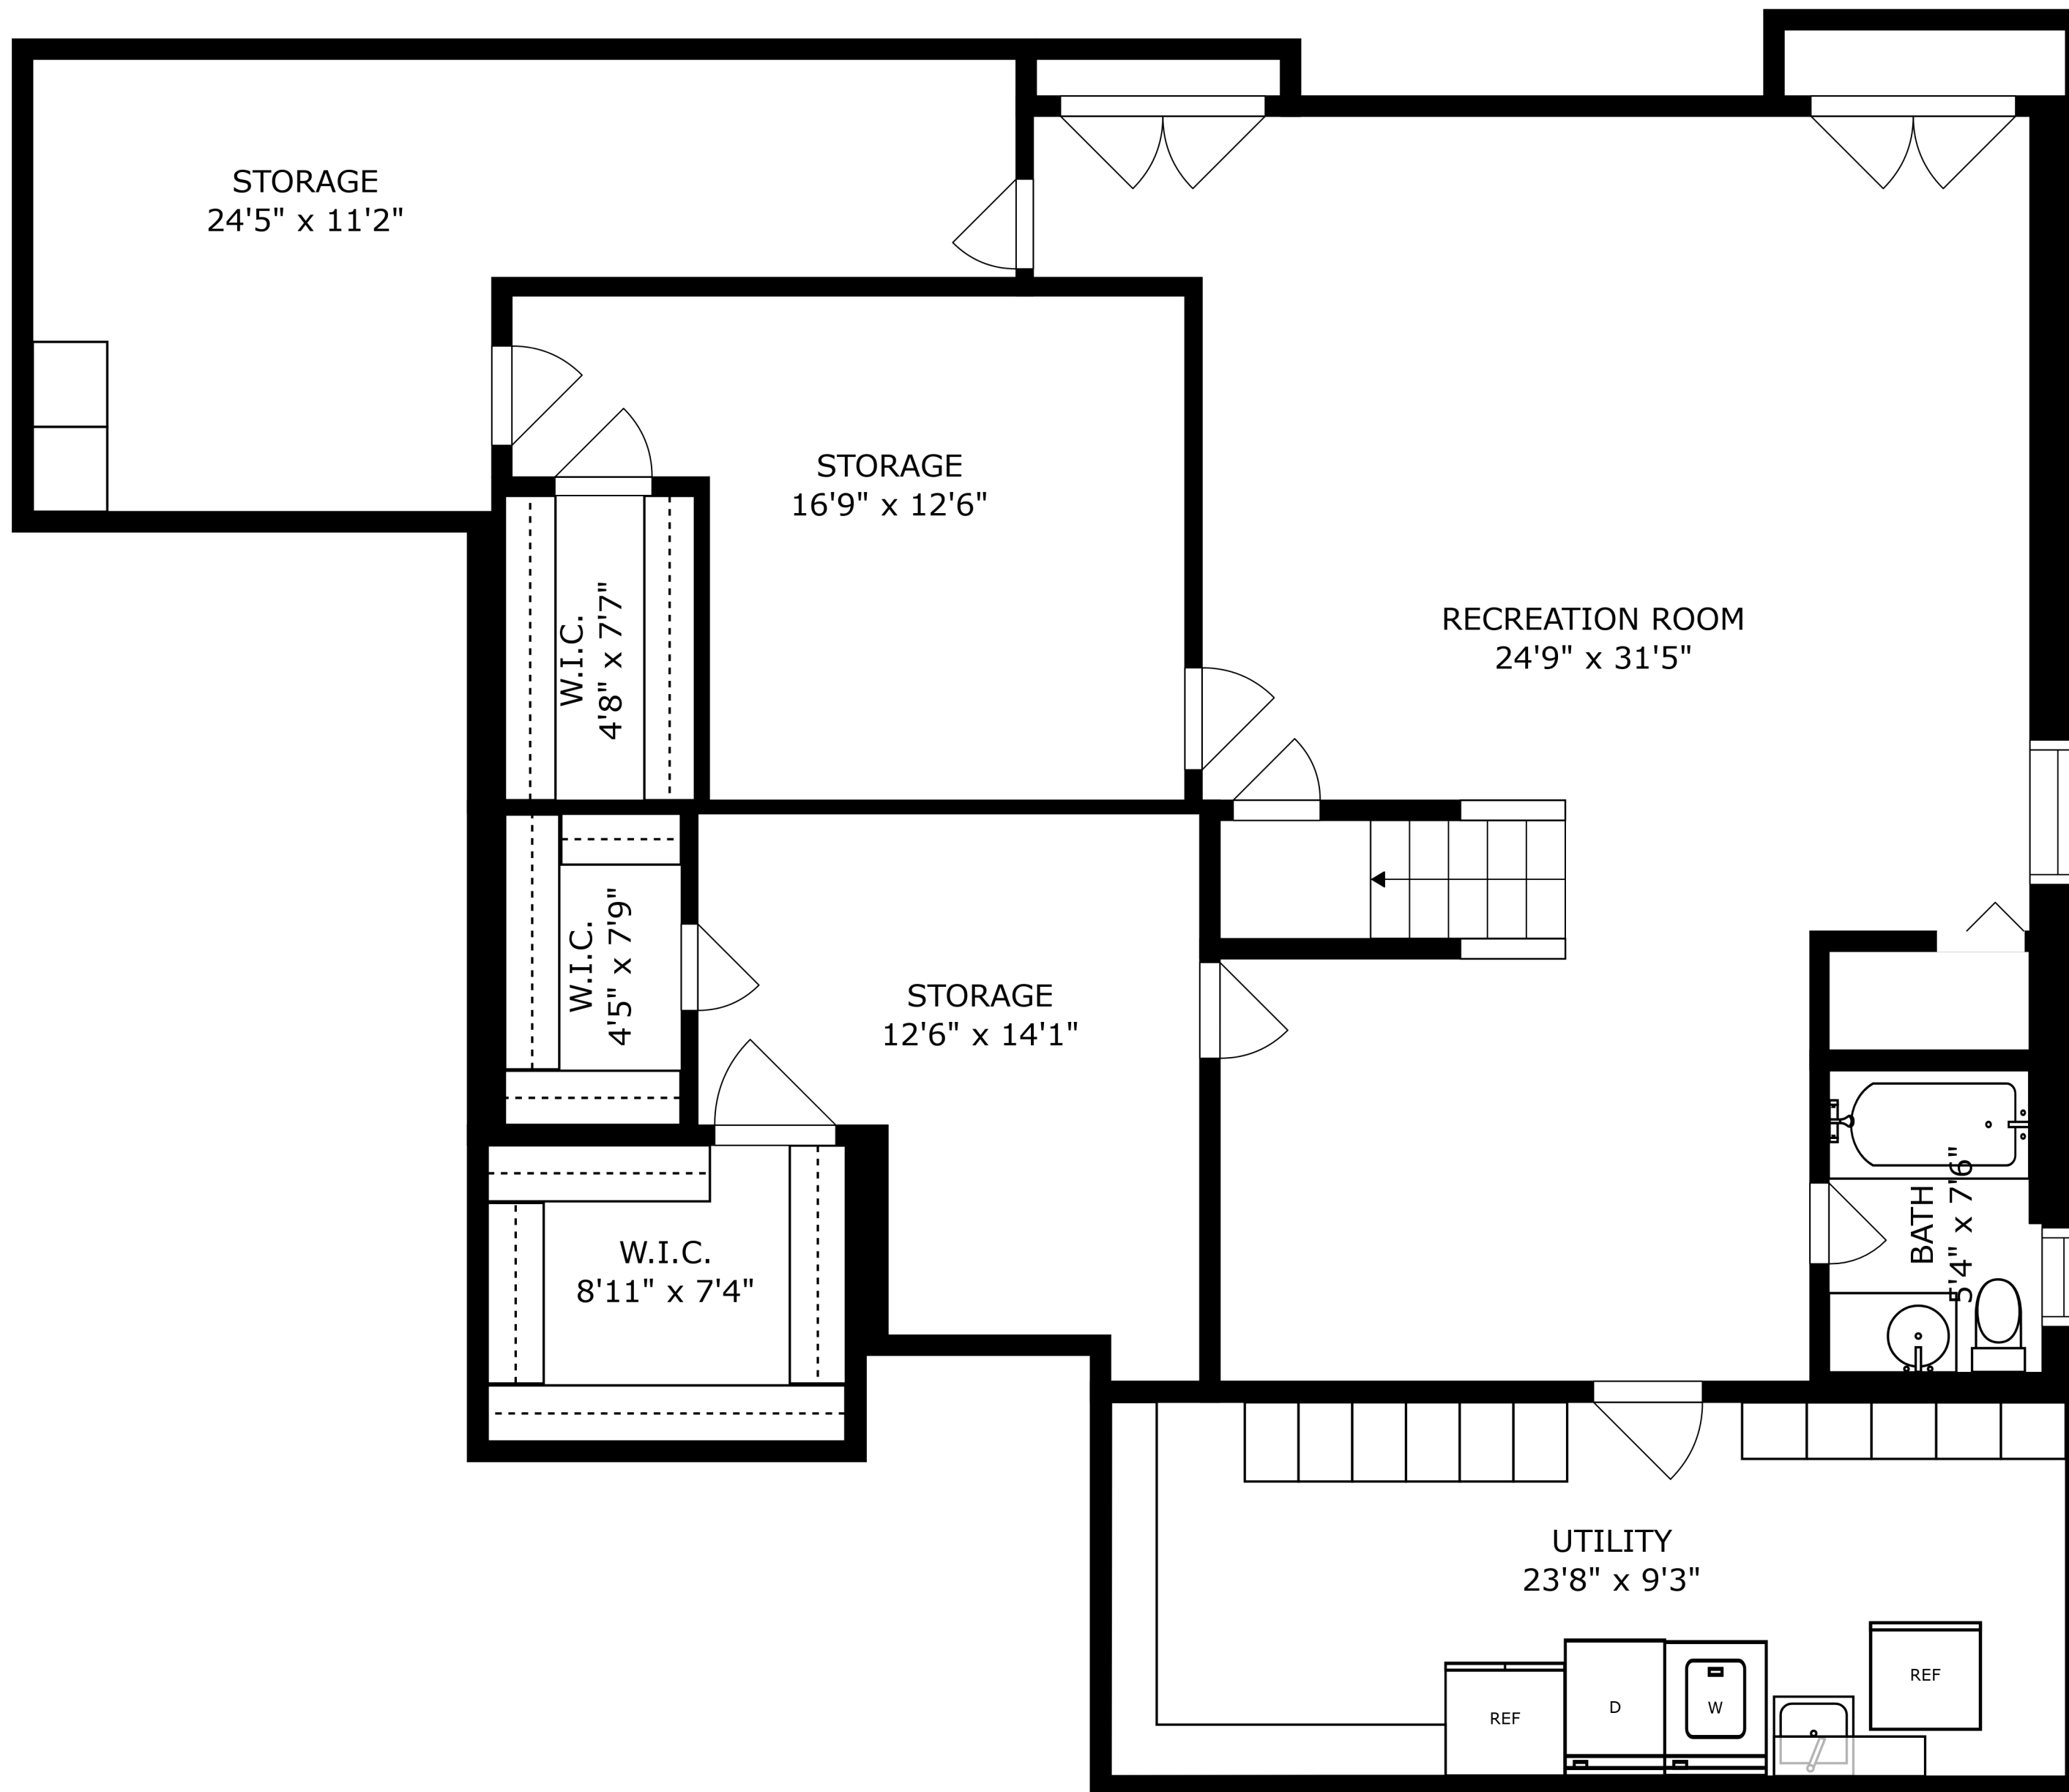 STORAGE
24'5" x 11'2"
STORAGE
16'9" x 12'6"
RECREATION ROOM
24'9" x 31'5"
W.I.C.
4'8" x 7'7"
W.I.C.
4'5" x 7'9"
STORAGE
12'6" x 14'1"
BATH
5'4" x 7'6"
W.I.C.
8'11" x 7'4"
UTILITY
23'8" x 9'3"
REF
D
W
REF